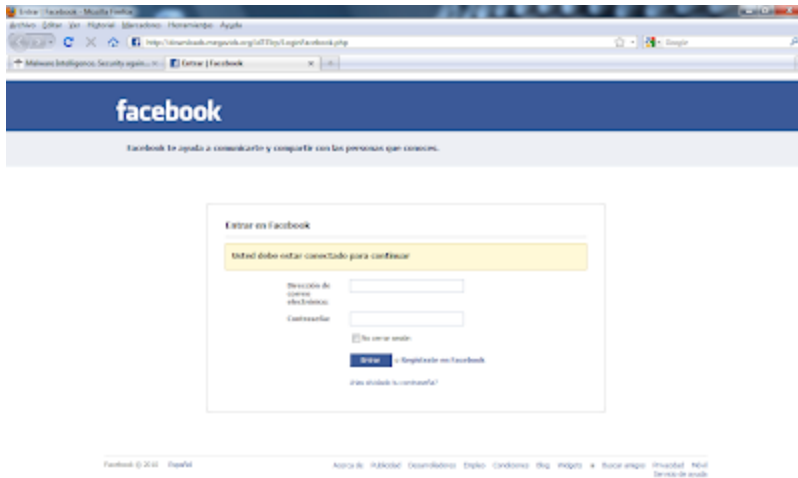 Entrar | Facebook - Mozilla Firefox
Archivo Editar Ver Historial Marcadores Herramientas Ayuda
Google
Malware Intelligence. Security again...
Entrar | Facebook
facebook
Facebook te ayuda a comunicarte y compartir con las personas que conoces.
Entrar en Facebook
Usted debe estar conectado para continuar
Dirección de
correo
electrónico:
Contraseña:
No cerrar sesión
Entrar o Regístrate en Facebook
¿Has olvidado tu contraseña?
Facebook © 2010 Español
Acerca de Publicidad Desarrolladores Empleo Condiciones Blog Widgets Buscar amigos Privacidad Móvil
Servicio de ayuda